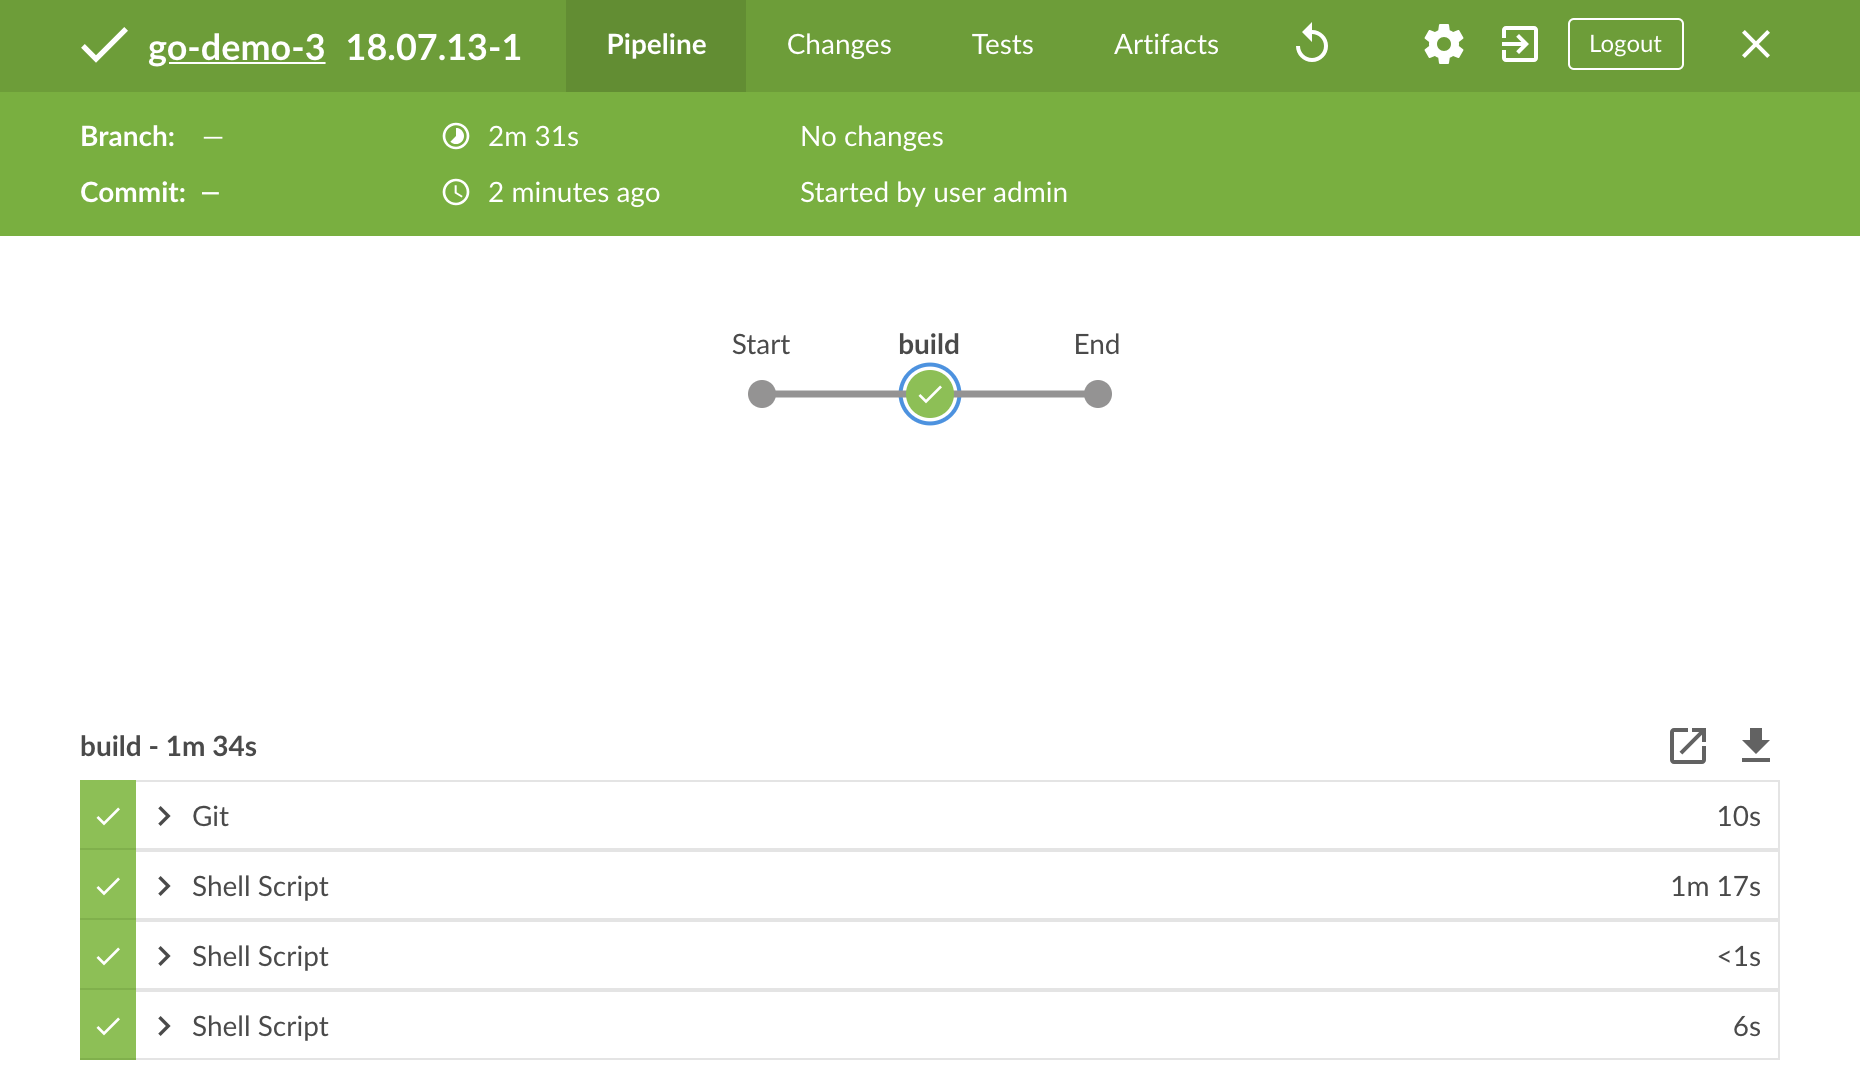 go-demo-3 18.07.13-1 Pipeline Changes Tests Artifacts Logout
Branch: — 2m 31s No changes
Commit: — 2 minutes ago Started by user admin
Start build End
build - 1m 34s
Git 10s
Shell Script 1m 17s
Shell Script <1s
Shell Script 6s